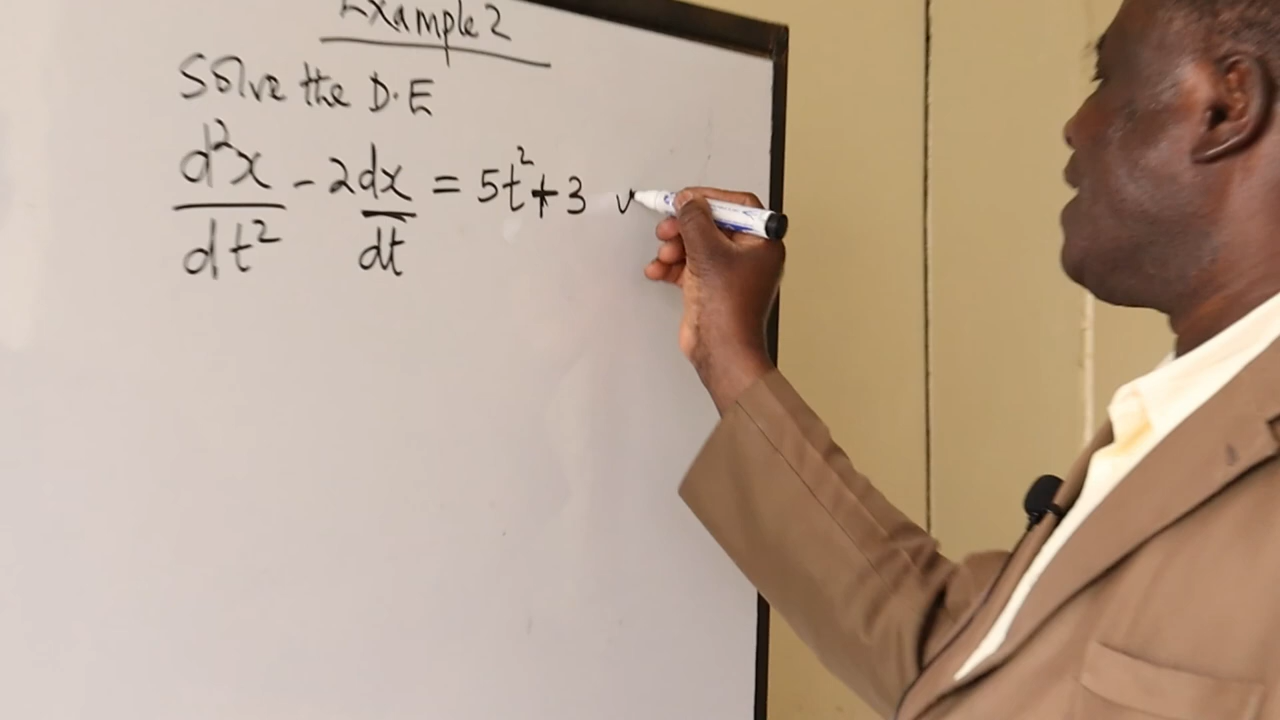 Example 2
Solve the D.E
d²x/dt² - 2dx/dt = 5t² + 3